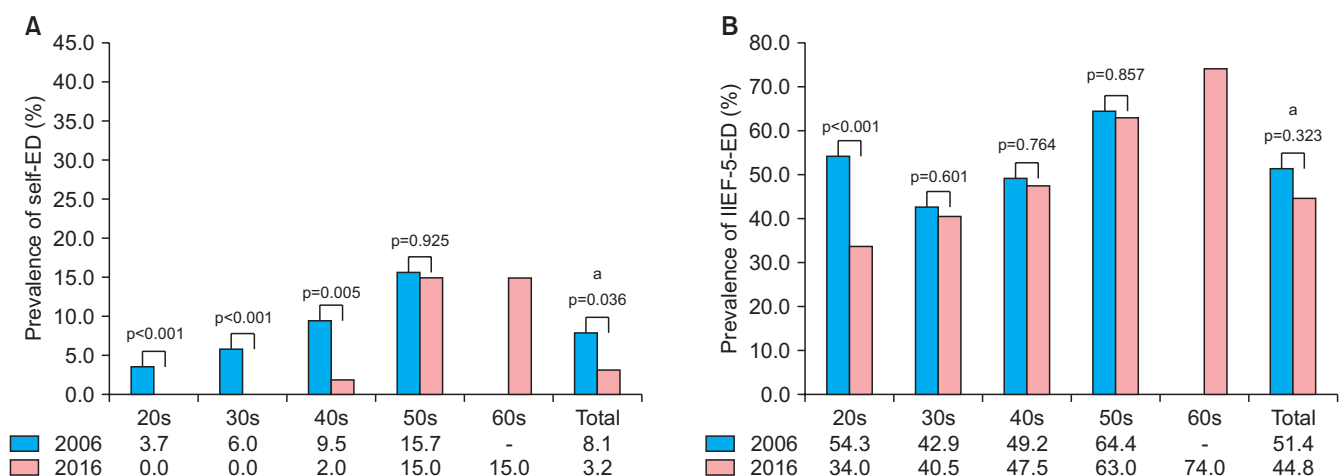 A
45.0
40.0
35.0
30.0
25.0
20.0
15.0
10.0
5.0
0.0
Prevalence of self-ED (%)
p<0.001
p<0.001
p=0.005
p=0.925
a
p=0.036
20s 30s 40s 50s 60s Total
2006 3.7 6.0 9.5 15.7 - 8.1
2016 0.0 0.0 2.0 15.0 15.0 3.2
B
80.0
70.0
60.0
50.0
40.0
30.0
20.0
10.0
0.0
Prevalence of IIEF-5-ED (%)
p<0.001
p=0.601
p=0.764
p=0.857
a
p=0.323
20s 30s 40s 50s 60s Total
2006 54.3 42.9 49.2 64.4 - 51.4
2016 34.0 40.5 47.5 63.0 74.0 44.8